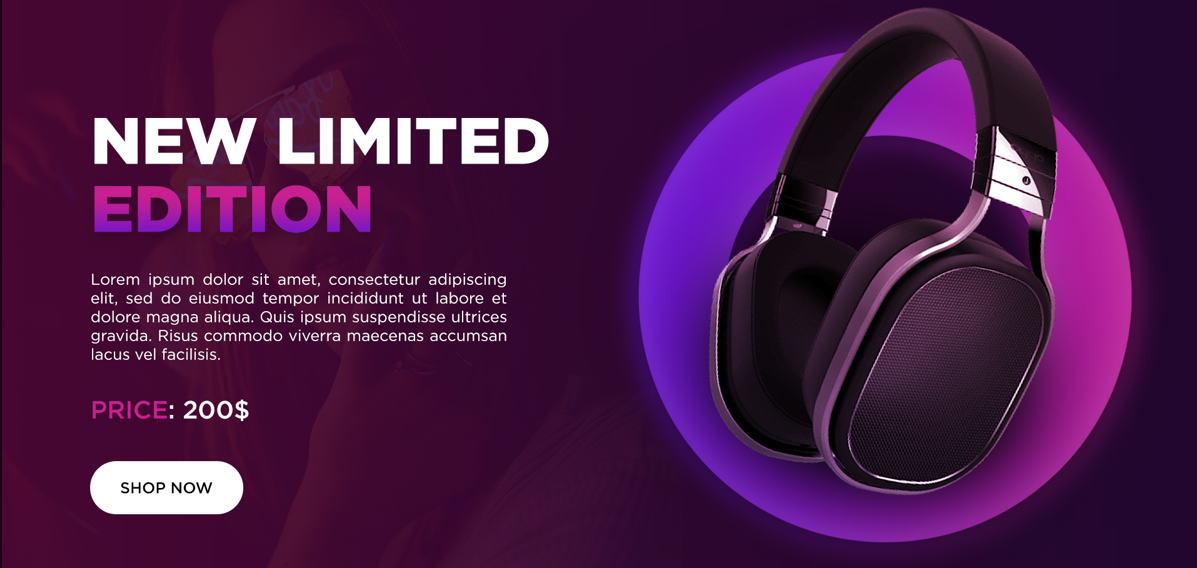 NEW LIMITED
EDITION
Lorem ipsum dolor sit amet, consectetur adipiscing
elit, sed do eiusmod tempor incididunt ut labore et
dolore magna aliqua. Quis ipsum suspendisse ultrices
gravida. Risus commodo viverra maecenas accumsan
lacus vel facilisis.
PRICE: 200$
SHOP NOW